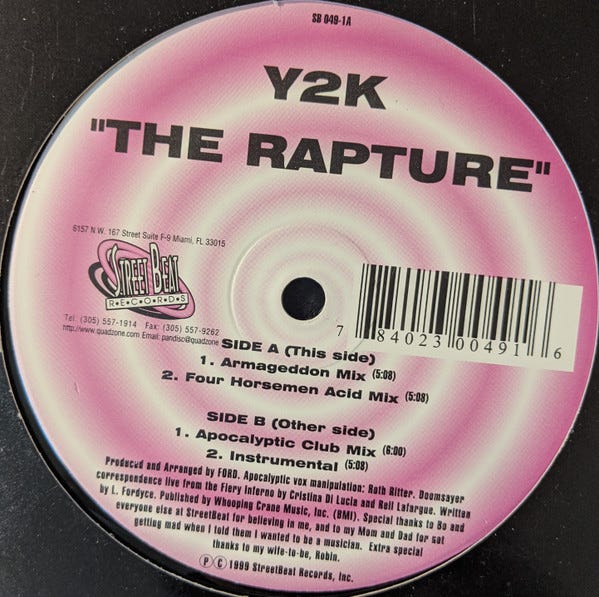 SB 049-1A
Y2K
"THE RAPTURE"
6157 N.W. 167 Street Suite F-9 Miami, FL 33015
STREET BEAT
R•E•C•O•R•D•S
Tel: (305) 557-1914 Fax: (305) 557-9262
http://www.quadzone.com Email: pandisc@quadzone
7 84023 00491 6
SIDE A (This side)
1. Armageddon Mix (5:08)
2. Four Horsemen Acid Mix (5:08)
SIDE B (Other side)
1. Apocalyptic Club Mix (6:00)
2. Instrumental (5:08)
Produced and Arranged by FORD. Apocalyptic vox manipulation: Roth Ritter. Doomsayer
correspondence live from the Fiery Inferno by Cristina Di Lucia and Rell Lafargue. Written
by L. Fordyce. Published by Whooping Crane Music, Inc. (BMI). Special thanks to Bo and
everyone else at StreetBeat for believing in me, and to my Mom and Dad for not
getting mad when I told them I wanted to be a musician. Extra special
thanks to my wife-to-be, Robin.
Ⓟ Ⓒ 1999 StreetBeat Records, Inc.